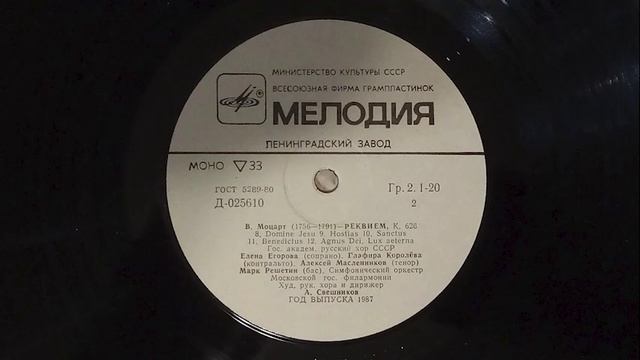 МИНИСТЕРСТВО КУЛЬТУРЫ СССР
ВСЕСОЮЗНАЯ ФИРМА ГРАМПЛАСТИНОК
МЕЛОДИЯ
ЛЕНИНГРАДСКИЙ ЗАВОД
МОНО ▽ 33
ГОСТ 5289-80
Гр. 2. 1-20
Д-025610
2
В. Моцарт (1756—1791)—РЕКВИЕМ, K. 626
8, Domine Jesu 9. Hostias 10, Sanctus
11, Benedictus 12, Agnus Dei, Lux aeterna
Гос. академ, русский хор СССР
Елена Егорова (сопрано), Глафира Королёва
(контральто), Алексей Масленников (тенор)
Марк Решетин (бас), Симфонический оркестр
Московской гос. филармонии
Худ, рук. хора и дирижер
А. Свешников
ГОД ВЫПУСКА 1987